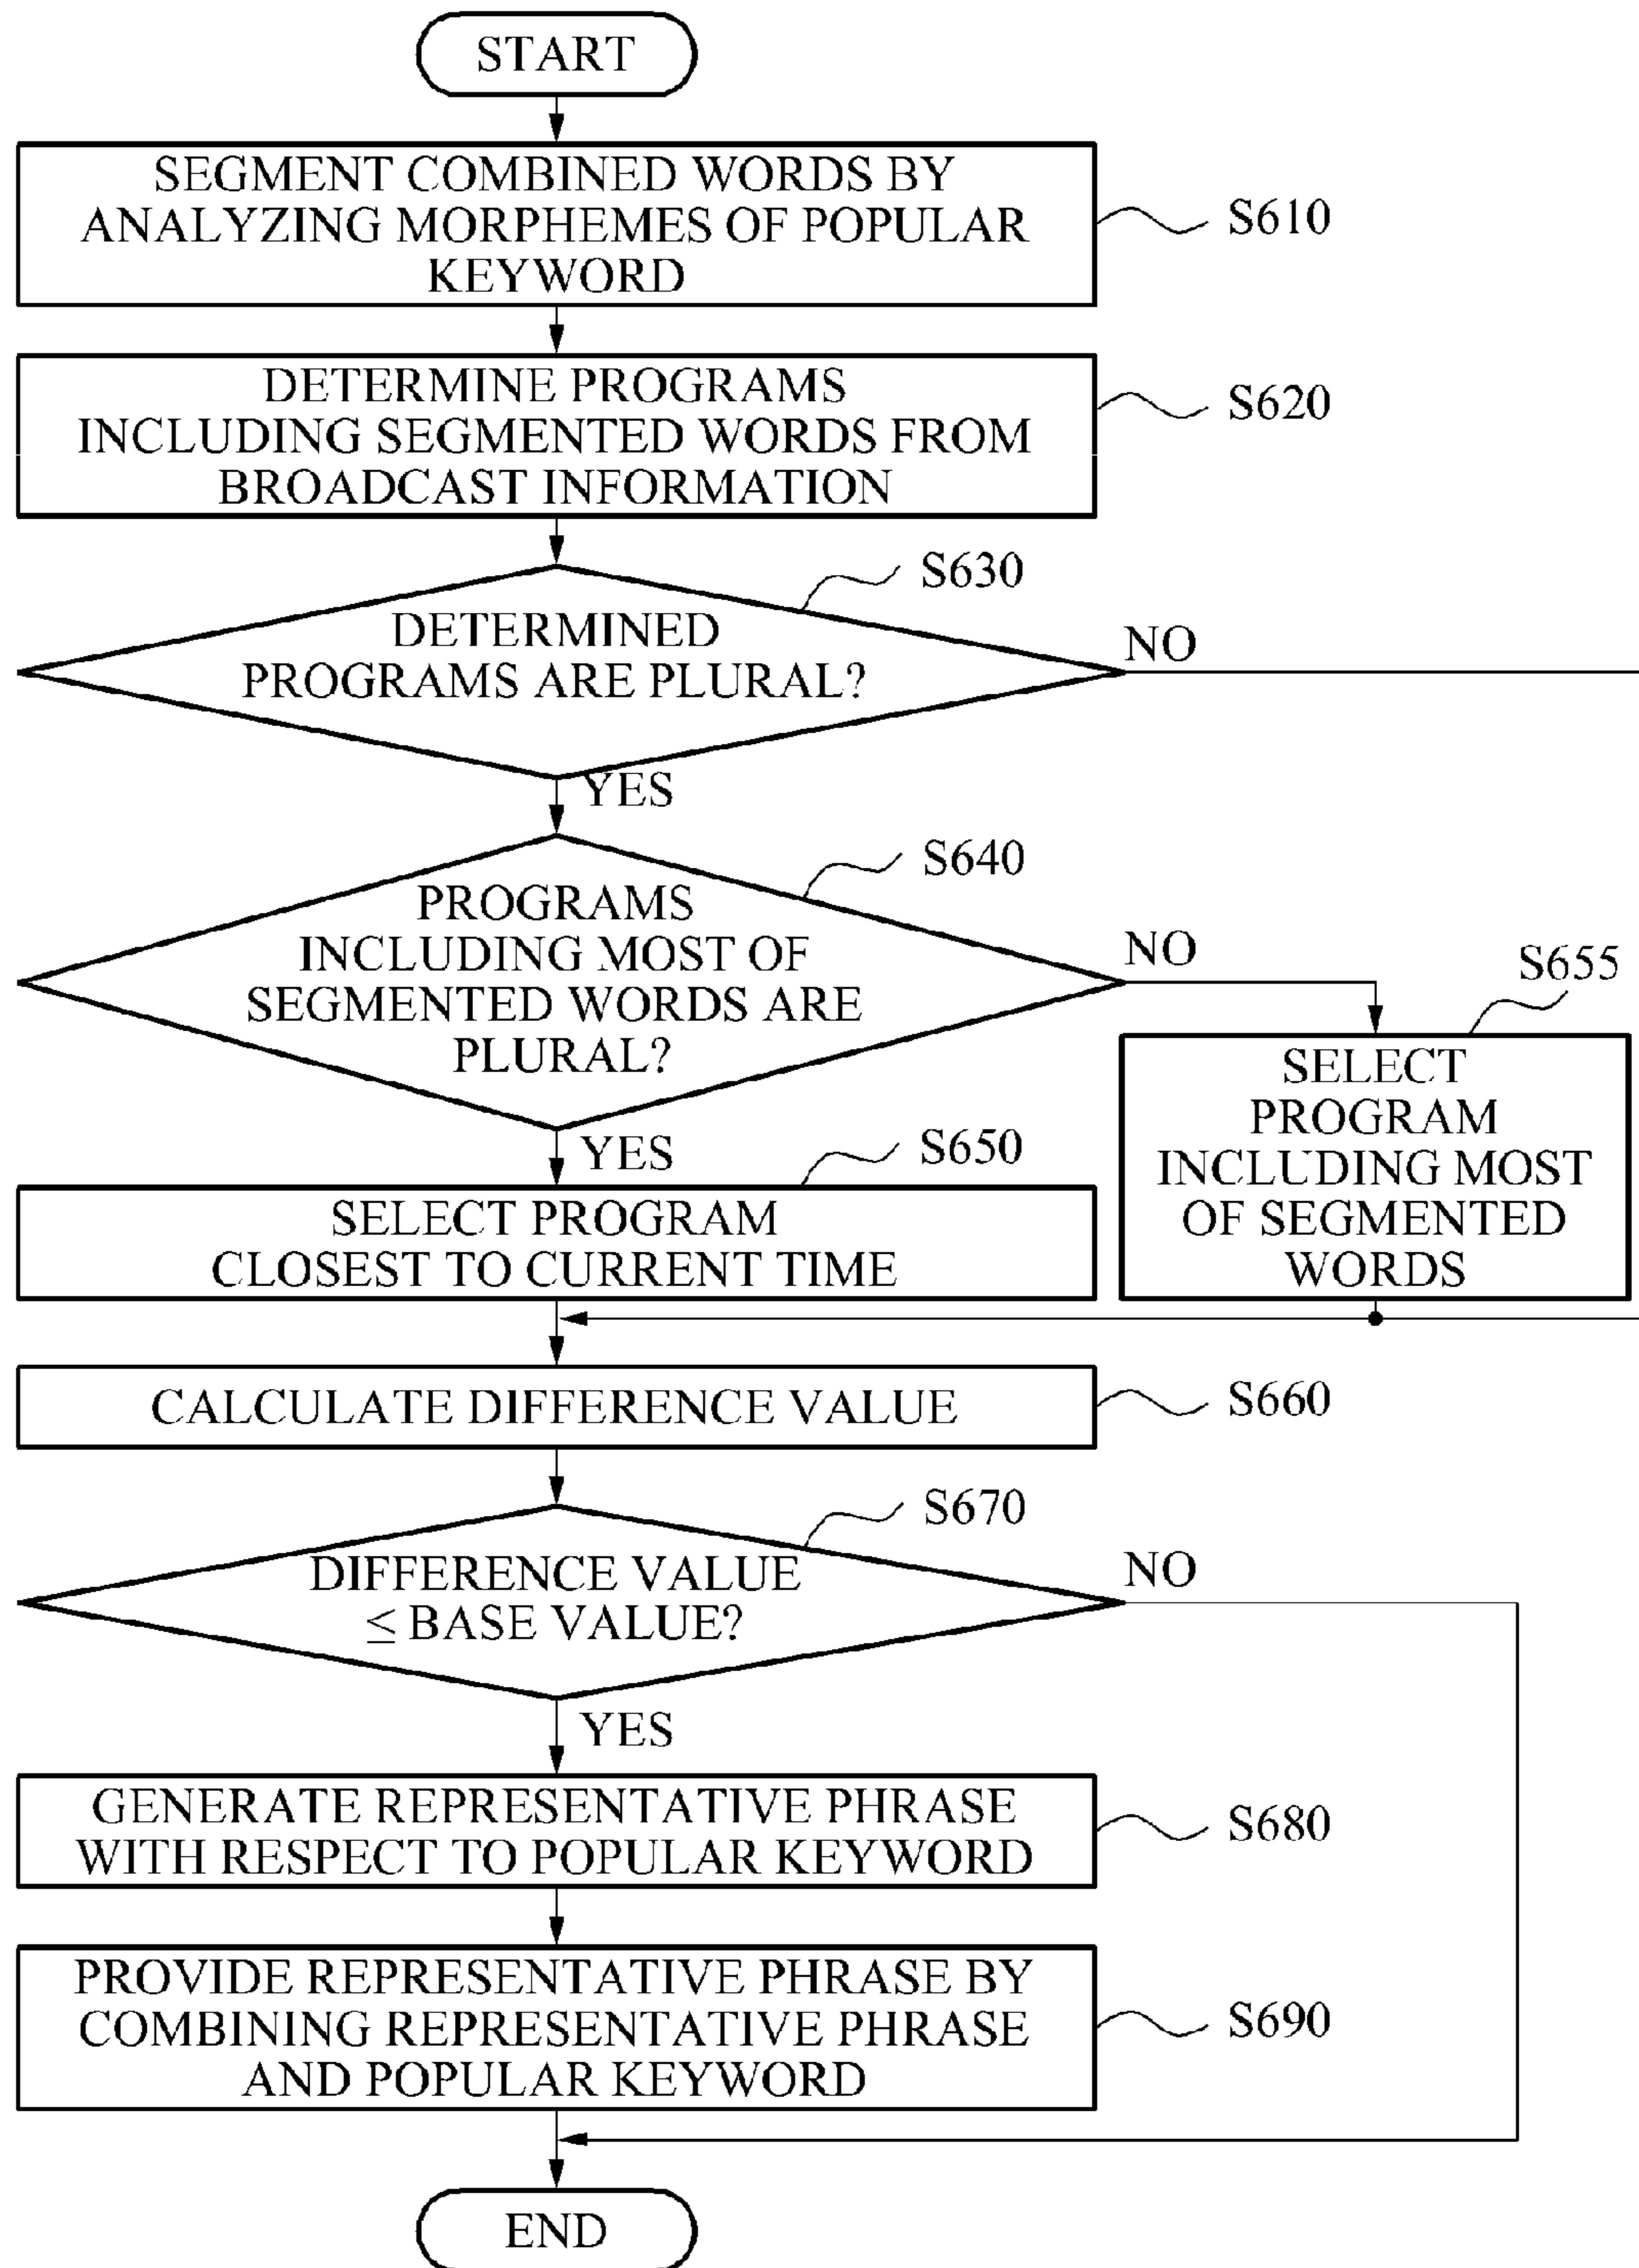 START
SEGMENT COMBINED WORDS BY
ANALYZING MORPHEMES OF POPULAR
KEYWORD
S610
DETERMINE PROGRAMS
INCLUDING SEGMENTED WORDS FROM
BROADCAST INFORMATION
S620
S630
DETERMINED
PROGRAMS ARE PLURAL?
NO
YES
S640
PROGRAMS
INCLUDING MOST OF
SEGMENTED WORDS ARE
PLURAL?
NO
S655
SELECT
PROGRAM
INCLUDING MOST
OF SEGMENTED
WORDS
YES
S650
SELECT PROGRAM
CLOSEST TO CURRENT TIME
CALCULATE DIFFERENCE VALUE
S660
S670
DIFFERENCE VALUE
≤ BASE VALUE?
NO
YES
GENERATE REPRESENTATIVE PHRASE
WITH RESPECT TO POPULAR KEYWORD
S680
PROVIDE REPRESENTATIVE PHRASE BY
COMBINING REPRESENTATIVE PHRASE
AND POPULAR KEYWORD
S690
END